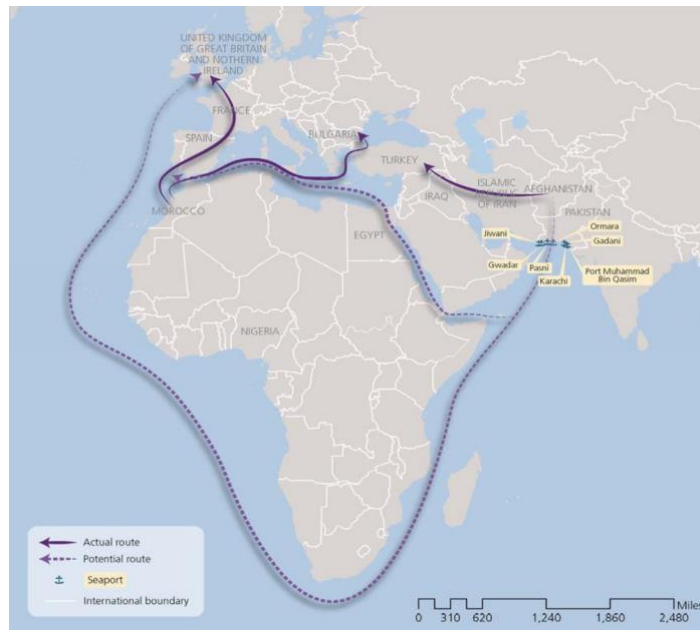 UNITED KINGDOM
OF GREAT BRITAIN
AND NOTHERN
IRELAND
FRANCE
SPAIN
BULGARIA
TURKEY
MOROCCO
IRAQ
ISLAMIC
REPUBLIC
OF IRAN
AFGHANISTAN
PAKISTAN
EGYPT
NIGERIA
Jiwani
Ormara
Gadani
Gwadar
Pasni
Karachi
Port Muhammad
Bin Qasim
Actual route
Potential route
Seaport
International boundary
Miles
0 310 620 1,240 1,860 2,480